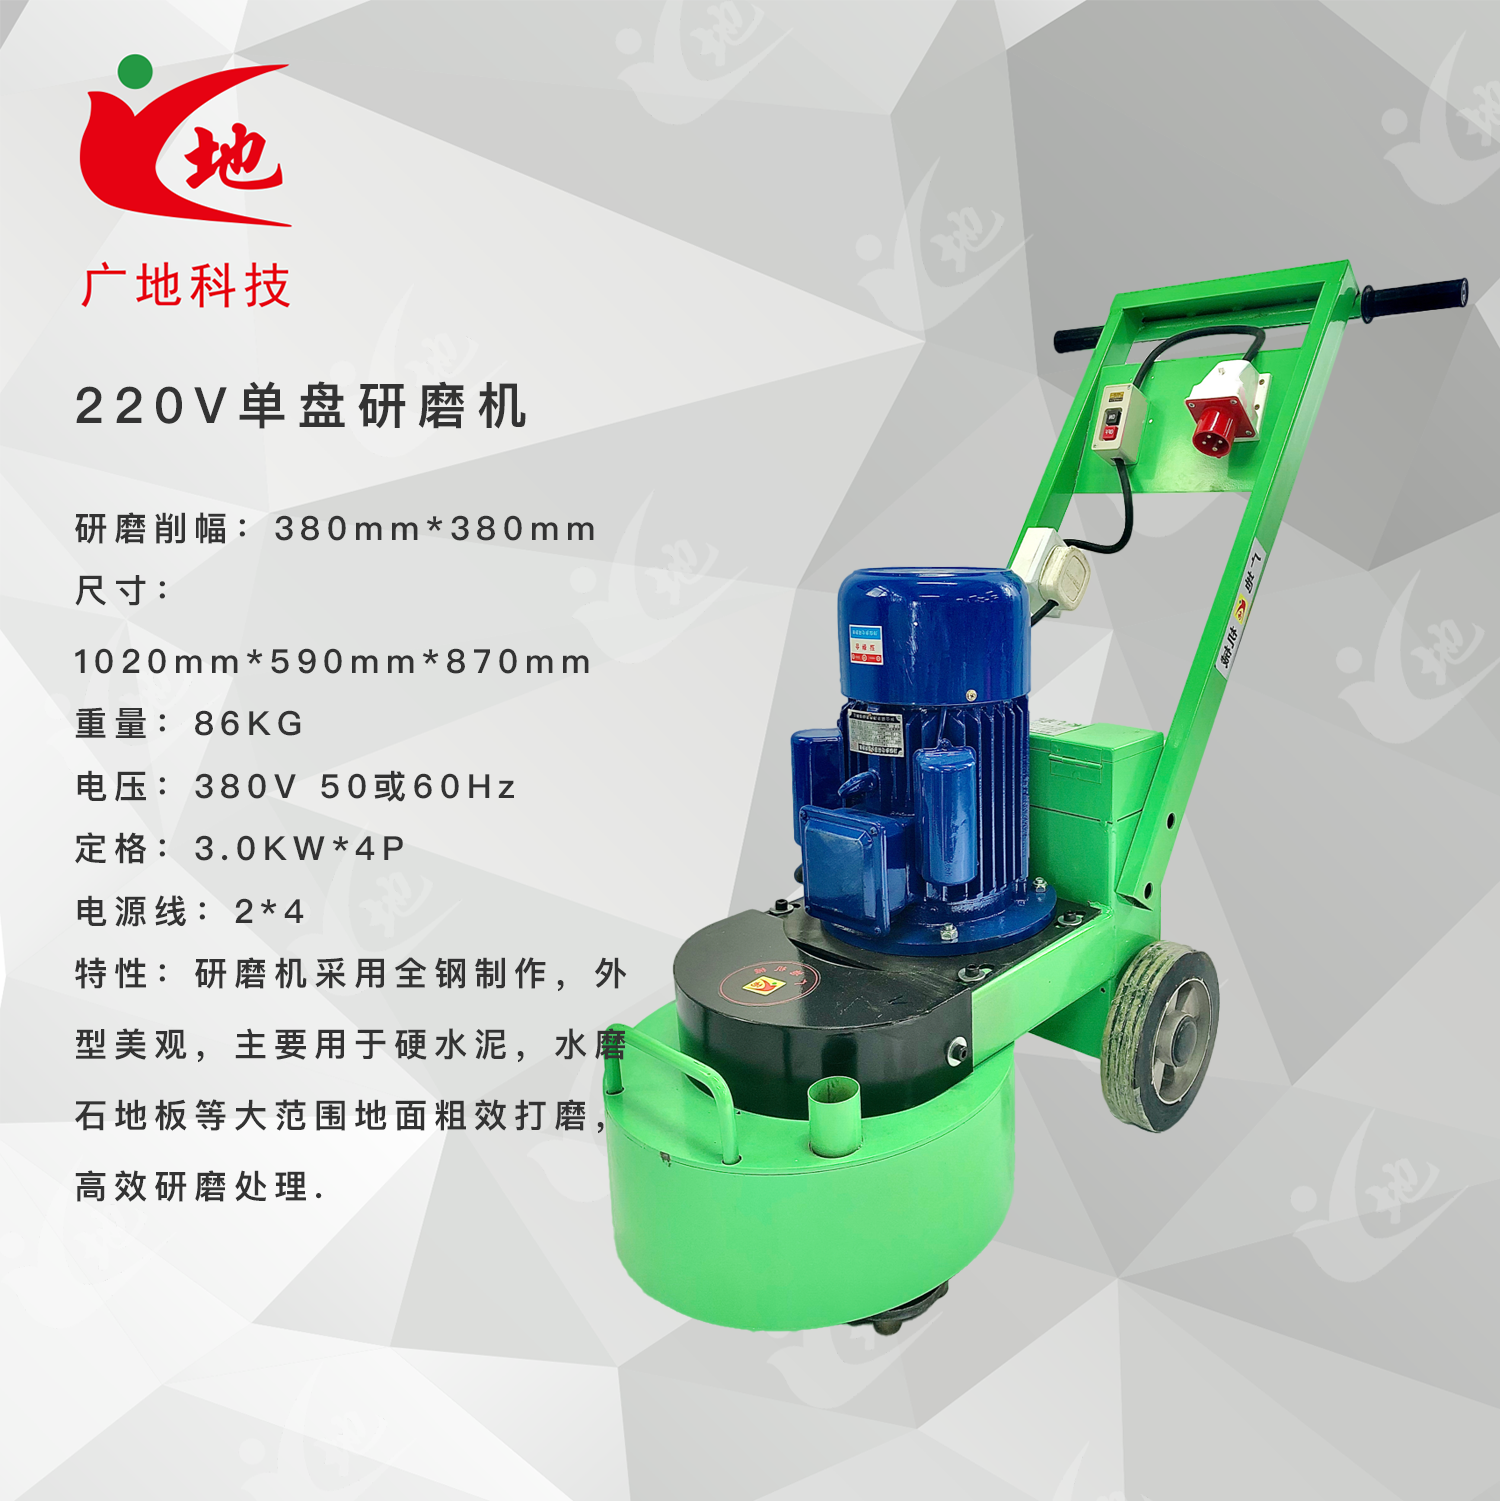 地
广地科技
220V单盘研磨机
研磨削幅：380mm*380mm
尺寸：
1020mm*590mm*870mm
重量：86KG
电压：380V 50或60Hz
定格：3.0KW*4P
电源线：2*4
特性：研磨机采用全钢制作，外
型美观，主要用于硬水泥，水磨
石地板等大范围地面粗效打磨，
高效研磨处理.